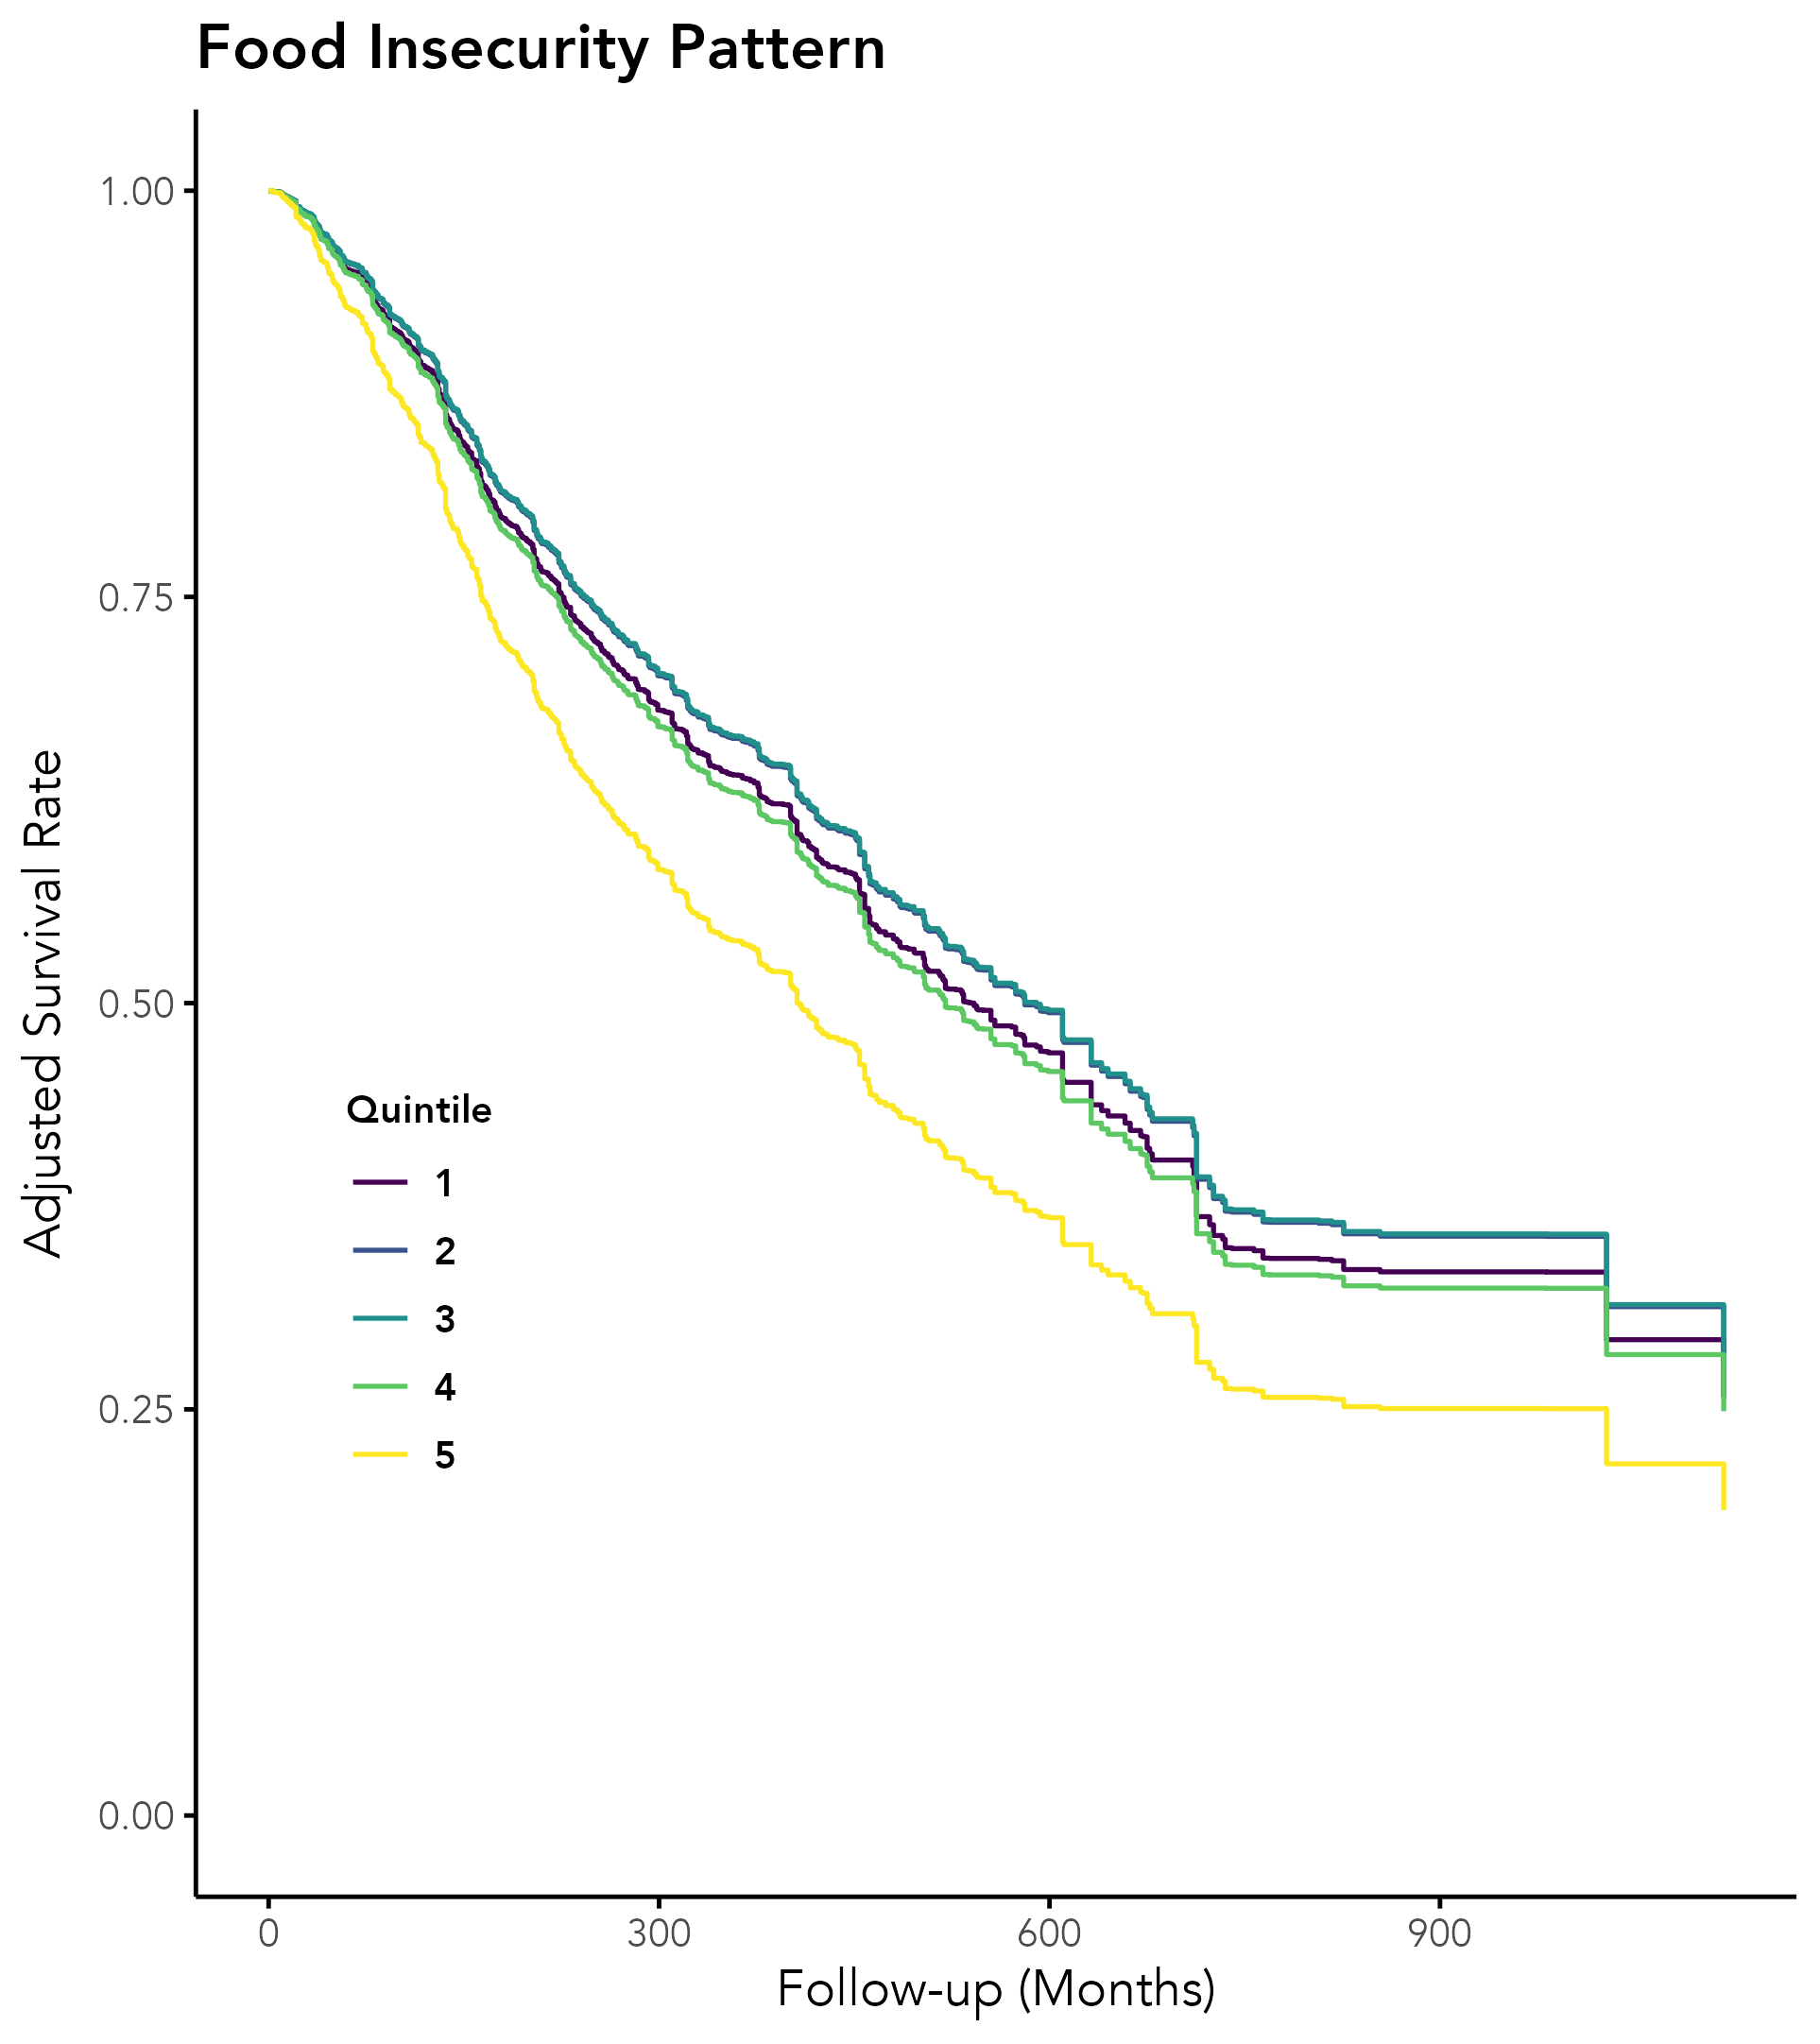 Food Insecurity Pattern
1.00
0.75
0.50
0.25
0.00
Adjusted Survival Rate
Quintile
1
2
3
4
5
0 300 600 900
Follow-up (Months)